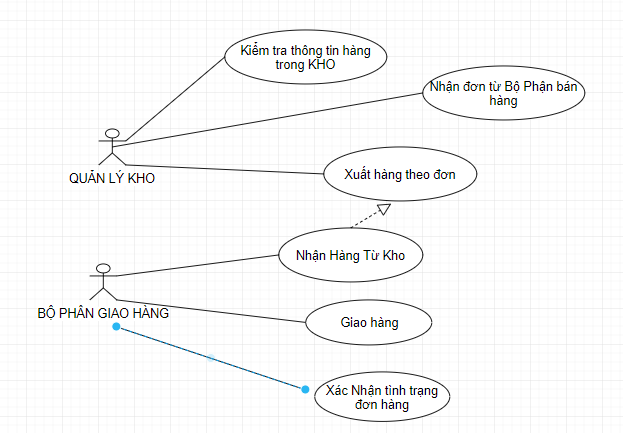 Kiểm tra thông tin hàng
trong KHO
Nhận đơn từ Bộ Phận bán
hàng
QUẢN LÝ KHO
Xuất hàng theo đơn
Nhận Hàng Từ Kho
BỘ PHÂN GIAO HÀNG
Giao hàng
Xác Nhận tình trạng
đơn hàng